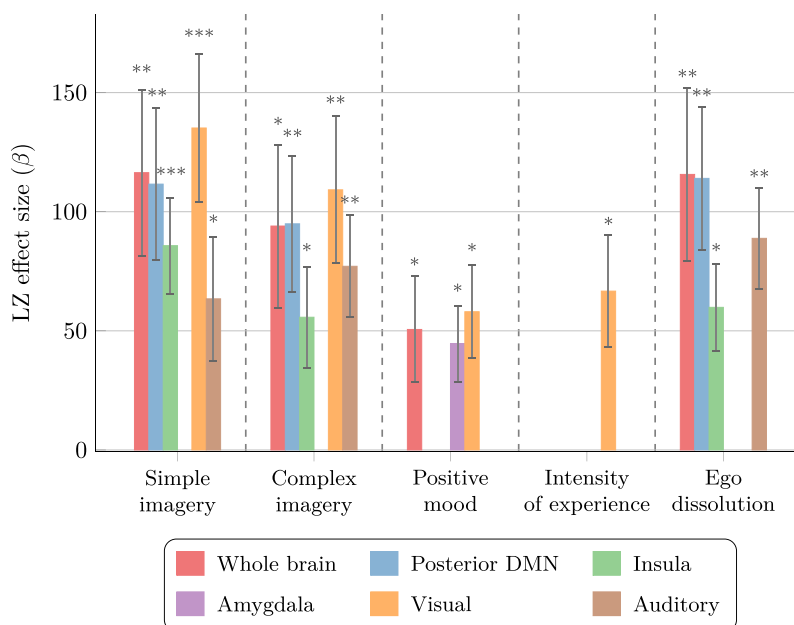 LZ effect size (β)
150
100
50
0
** ** *** *** *
* ** * ** **
* * *
*
** ** * **
Simple
imagery
Complex
imagery
Positive
mood
Intensity
of experience
Ego
dissolution
Whole brain
Posterior DMN
Insula
Amygdala
Visual
Auditory